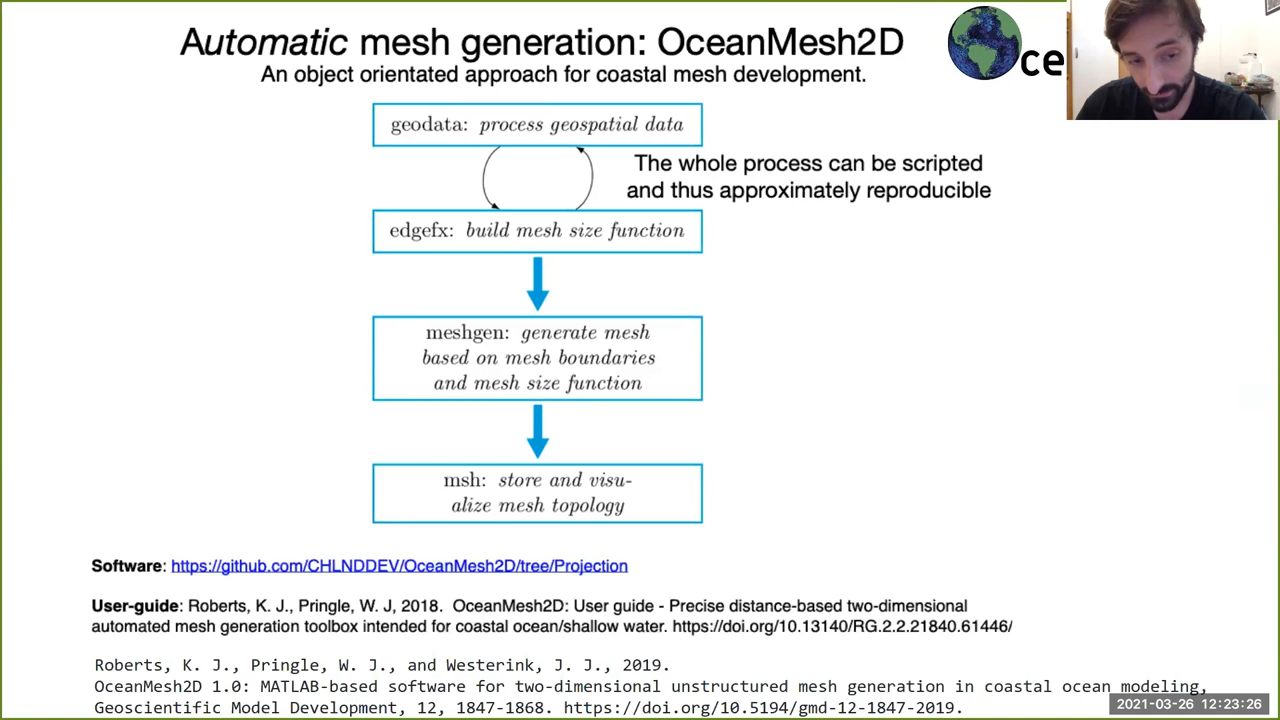 Automatic mesh generation: OceanMesh2D
An object orientated approach for coastal mesh development.
Oce
geodata: process geospatial data
The whole process can be scripted
and thus approximately reproducible
edgefx: build mesh size function
meshgen: generate mesh
based on mesh boundaries
and mesh size function
msh: store and visu-
alize mesh topology
Software: https://github.com/CHLNDDEV/OceanMesh2D/tree/Projection
User-guide: Roberts, K. J., Pringle, W. J, 2018. OceanMesh2D: User guide - Precise distance-based two-dimensional
automated mesh generation toolbox intended for coastal ocean/shallow water. https://doi.org/10.13140/RG.2.2.21840.61446/
Roberts, K. J., Pringle, W. J., and Westerink, J. J., 2019.
OceanMesh2D 1.0: MATLAB-based software for two-dimensional unstructured mesh generation in coastal ocean modeling,
Geoscientific Model Development, 12, 1847-1868. https://doi.org/10.5194/gmd-12-1847-2019.
2021-03-26 12:23:26